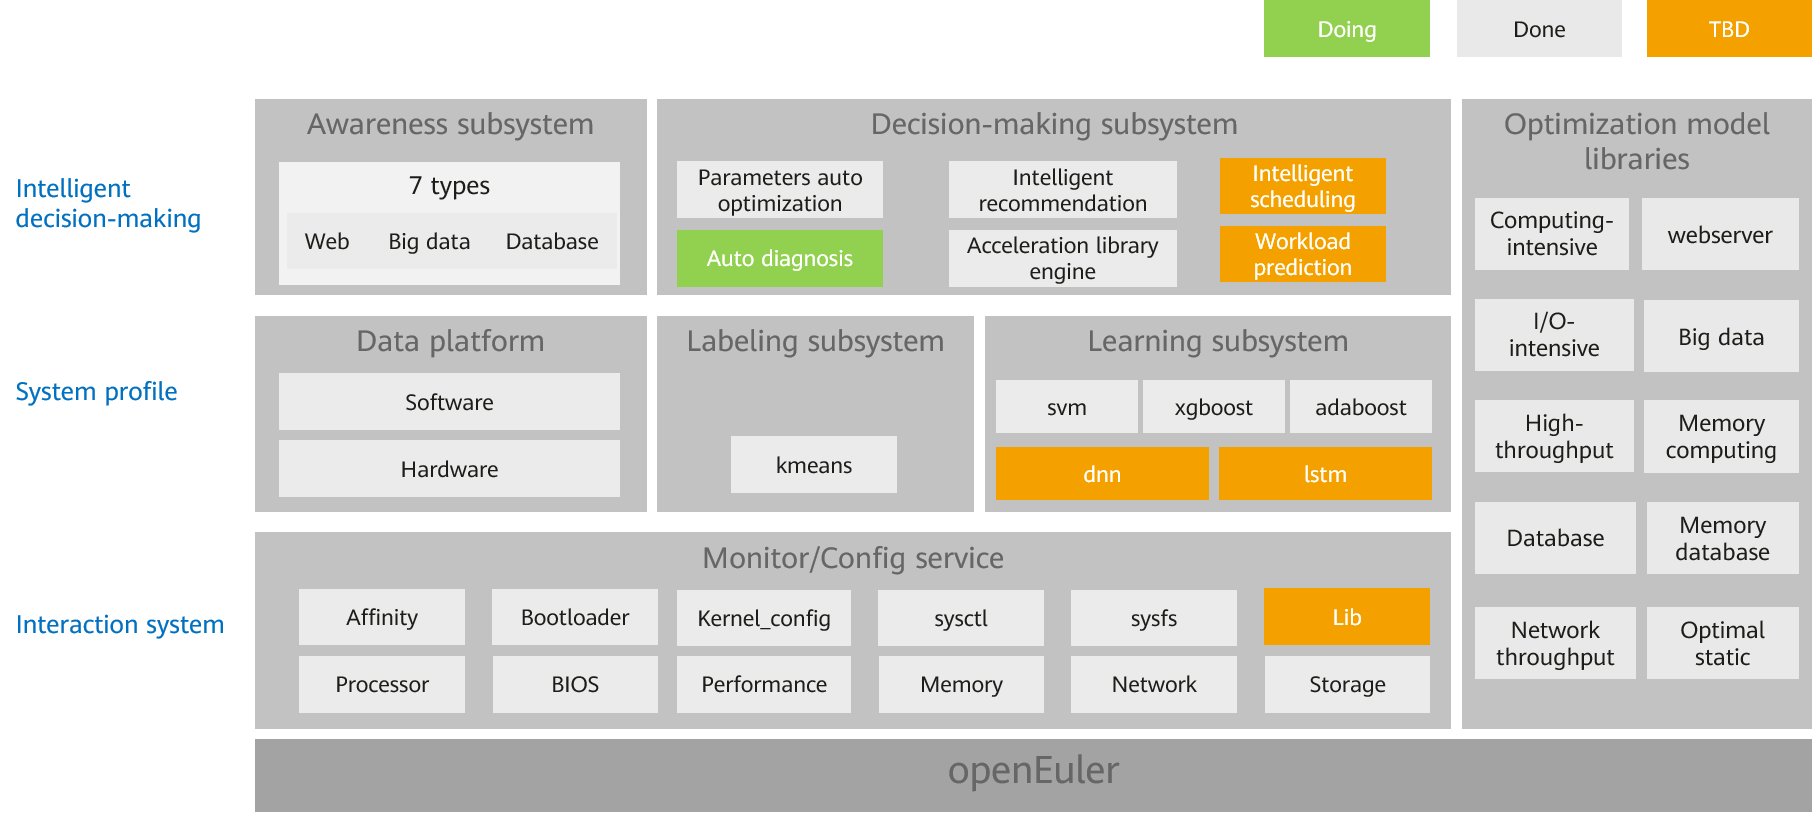 Doing
Done
TBD
Intelligent
decision-making
Awareness subsystem
7 types
Web
Big data
Database
Decision-making subsystem
Parameters auto
optimization
Intelligent
recommendation
Intelligent
scheduling
Auto diagnosis
Acceleration library
engine
Workload
prediction
System profile
Data platform
Software
Hardware
Labeling subsystem
kmeans
Learning subsystem
svm
xgboost
adaboost
dnn
lstm
Interaction system
Monitor/Config service
Affinity
Bootloader
Kernel_config
sysctl
sysfs
Lib
Processor
BIOS
Performance
Memory
Network
Storage
Optimization model
libraries
Computing-
intensive
webserver
I/O-
intensive
Big data
High-
throughput
Memory
computing
Database
Memory
database
Network
throughput
Optimal
static
openEuler